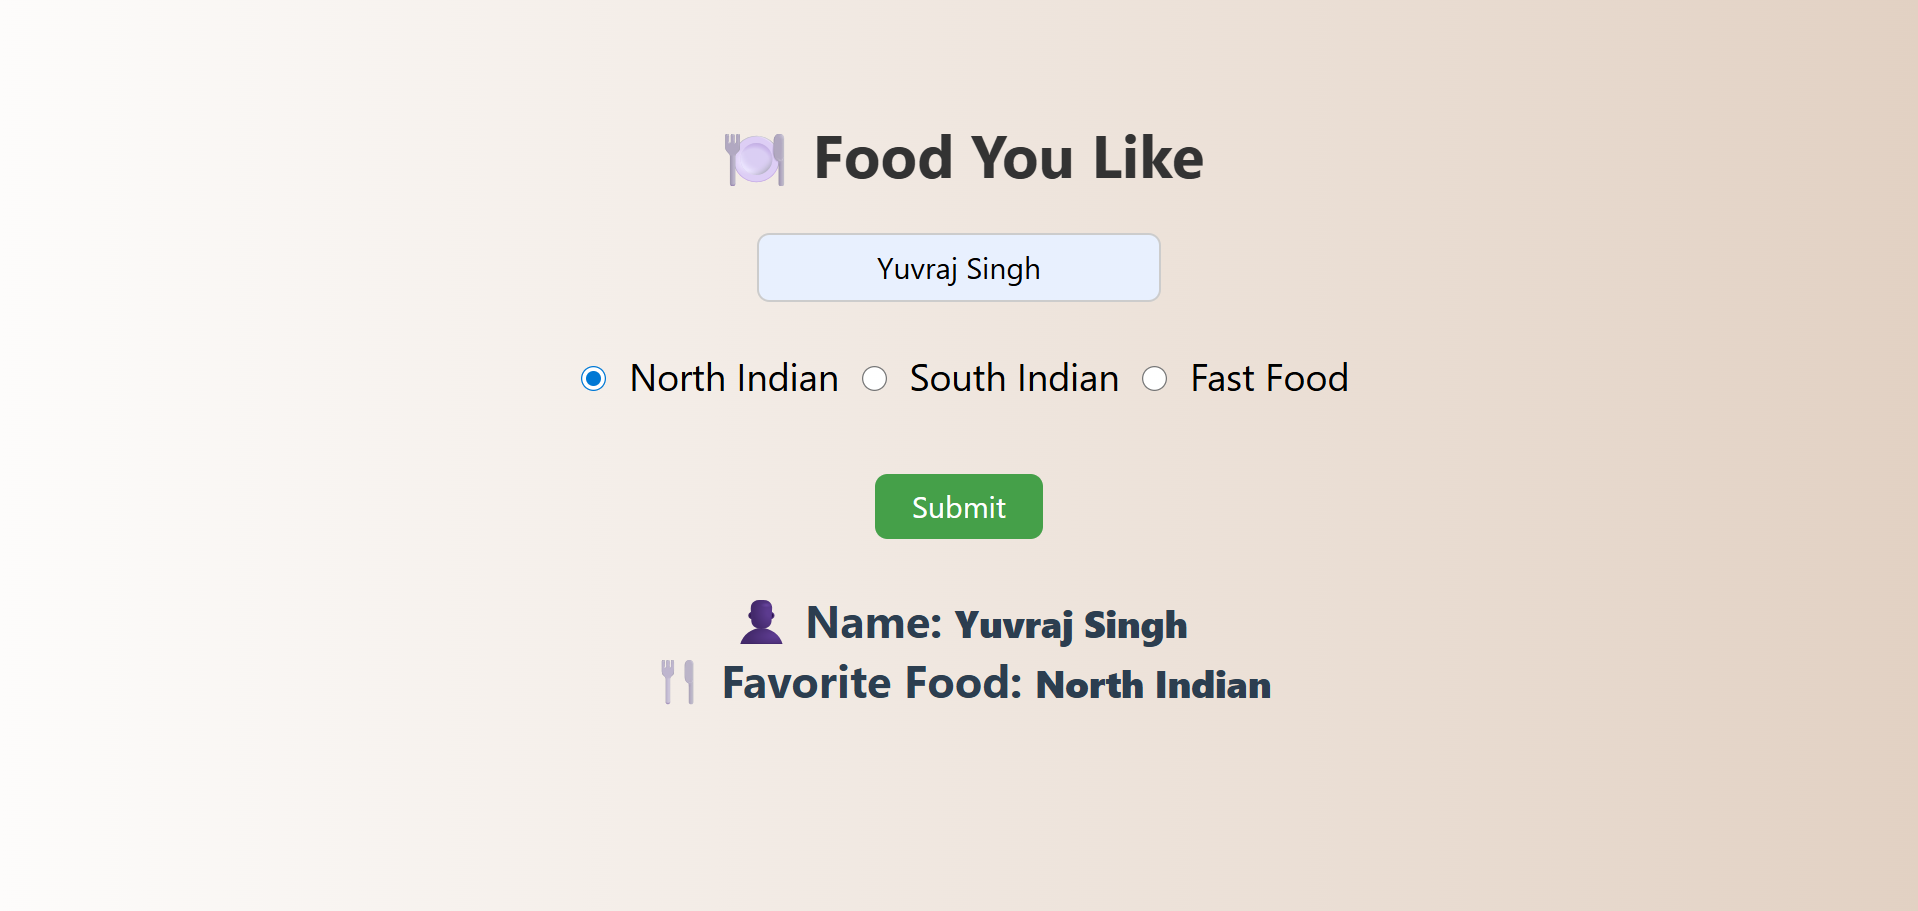 Food You Like
Yuvraj Singh
North Indian South Indian Fast Food
Submit
Name: Yuvraj Singh
Favorite Food: North Indian